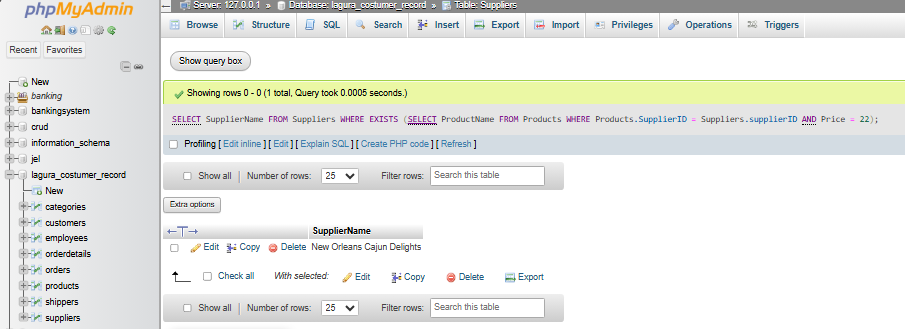 phpMyAdmin
Recent Favorites
New
banking
bankingsystem
crud
information_schema
jel
lagura_costumer_record
New
categories
customers
employees
orderdetails
orders
products
shippers
suppliers
Server: 127.0.0.1 » Database: lagura_costumer_record » Table: Suppliers
Browse Structure SQL Search Insert Export Import Privileges Operations Triggers
Show query box
Showing rows 0 - 0 (1 total, Query took 0.0005 seconds.)
SELECT SupplierName FROM Suppliers WHERE EXISTS (SELECT ProductName FROM Products WHERE Products.SupplierID = Suppliers.supplierID AND Price = 22);
Profiling [ Edit inline ] [ Edit ] [ Explain SQL ] [ Create PHP code ] [ Refresh ]
Show all | Number of rows: 25 Filter rows: Search this table
Extra options
←T→ SupplierName
Edit Copy Delete New Orleans Cajun Delights
Check all With selected: Edit Copy Delete Export
Show all | Number of rows: 25 Filter rows: Search this table